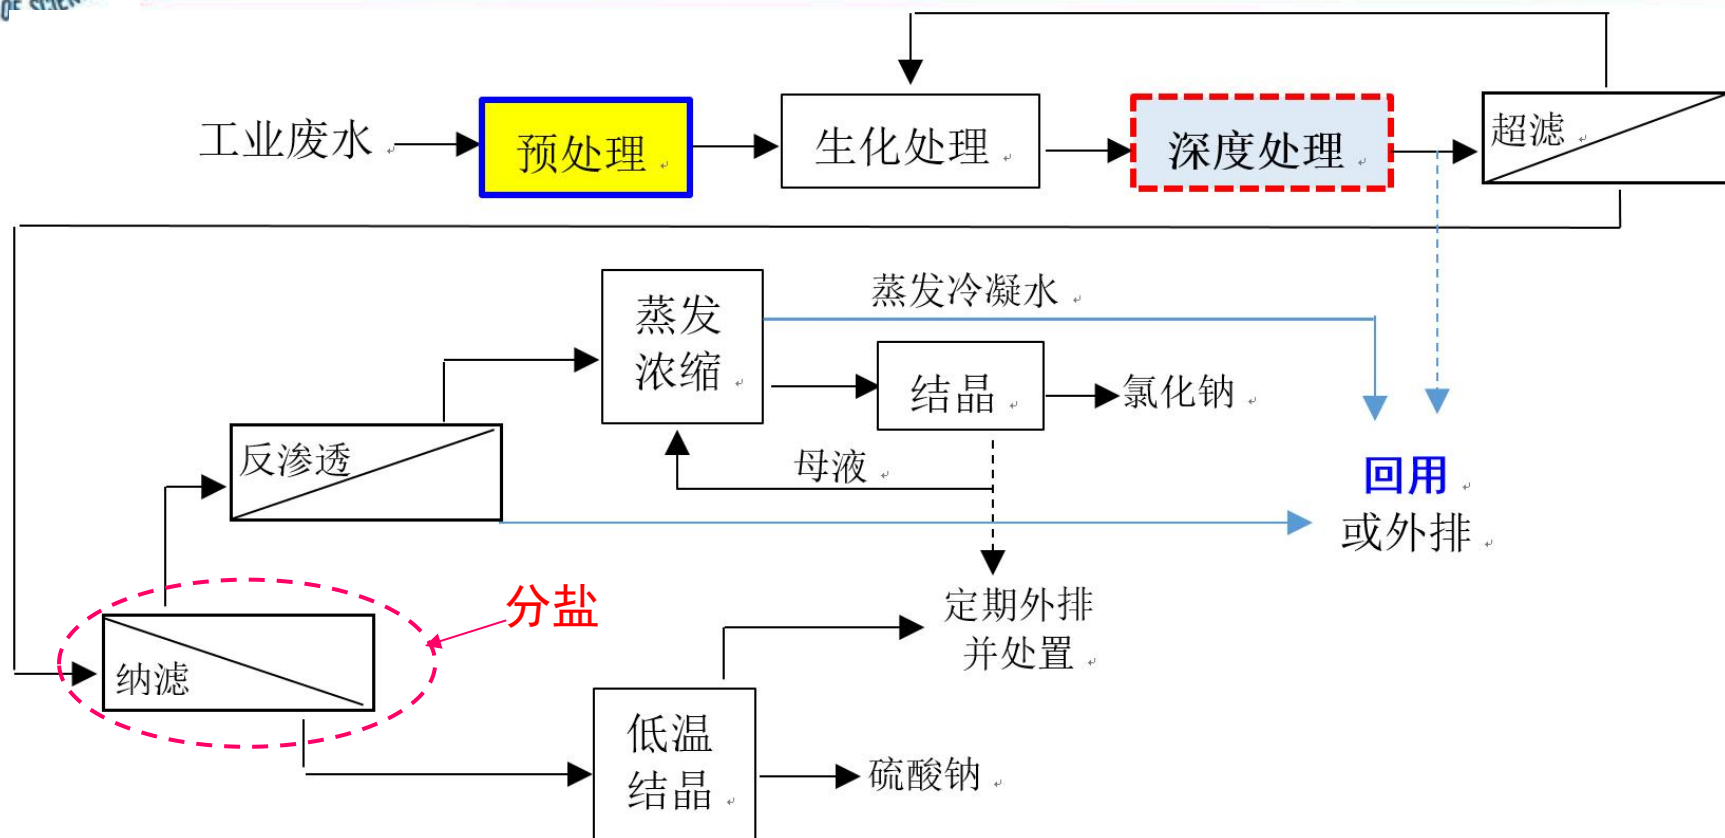 工业废水
预处理
生化处理
深度处理
超滤
蒸发
浓缩
蒸发冷凝水
结晶
氯化钠
反渗透
母液
回用
或外排
分盐
定期外排
并处置
纳滤
低温
结晶
硫酸钠